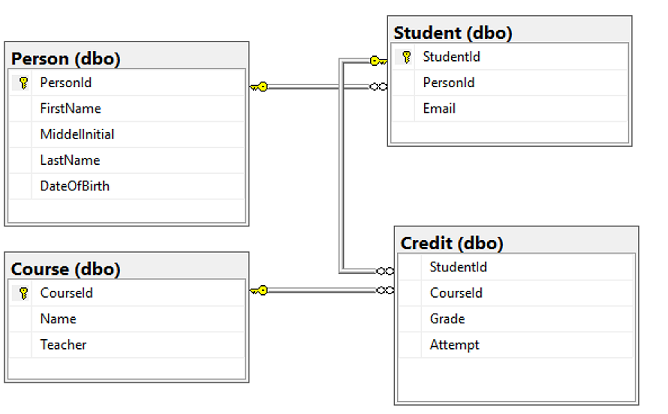 Person (dbo)
PersonId
FirstName
MiddelInitial
LastName
DateOfBirth
Student (dbo)
StudentId
PersonId
Email
Course (dbo)
CourseId
Name
Teacher
Credit (dbo)
StudentId
CourseId
Grade
Attempt